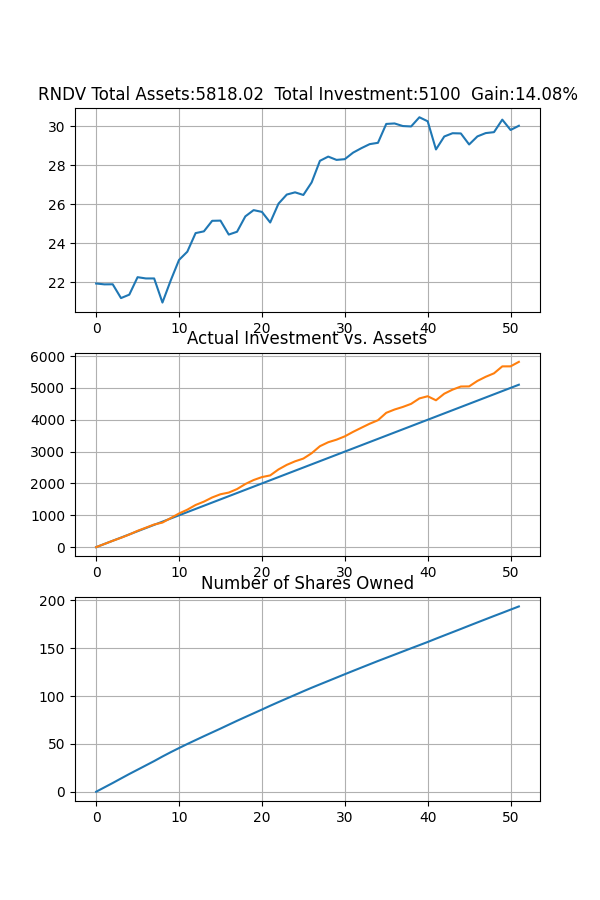 RNDV Total Assets:5818.02  Total Investment:5100  Gain:14.08%
30
28
26
24
22
0 10 20 30 40 50
Actual Investment vs. Assets
6000
5000
4000
3000
2000
1000
0
0 10 20 30 40 50
Number of Shares Owned
200
150
100
50
0
0 10 20 30 40 50